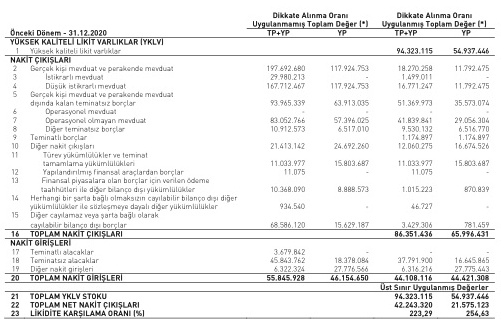 Dikkate Alınma Oranı Dikkate Alınma Oranı
Uygulanmamış Toplam Değer (*) Uygulanmış Toplam Değer (*)
Önceki Dönem - 31.12.2020 TP+YP YP TP+YP YP
YÜKSEK KALİTELİ LİKİT VARLIKLAR (YKLV)
1 Yüksek kaliteli likit varlıklar 94.323.115 54.937.446
NAKİT ÇIKIŞLARI
2 Gerçek kişi mevduat ve perakende mevduat 197.692.680 117.924.753 18.270.258 11.792.475
3 İstikrarlı mevduat 29.980.213 - 1.499.011 -
4 Düşük istikrarlı mevduat 167.712.467 117.924.753 16.771.247 11.792.475
5 Gerçek kişi mevduat ve perakende mevduat
dışında kalan teminatsız borçlar 93.965.339 63.913.035 51.369.973 35.573.074
6 Operasyonel mevduat - - - -
7 Operasyonel olmayan mevduat 83.052.766 57.396.025 41.839.841 29.056.304
8 Diğer teminatsız borçlar 10.912.573 6.517.010 9.530.132 6.516.770
9 Teminatlı borçlar 1.174.897 1.174.897
10 Diğer nakit çıkışları 21.413.142 24.692.260 12.060.275 16.674.526
11 Türev yükümlülükler ve teminat
tamamlama yükümlülükleri 11.033.977 15.803.687 11.033.977 15.803.687
12 Yapılandırılmış finansal araçlardan borçlar 11.075 - 11.075 -
13 Finansal piyasalara olan borçlar için verilen ödeme
taahhütleri ile diğer bilanço dışı yükümlülükler 10.368.090 8.888.573 1.015.223 870.839
14 Herhangi bir şarta bağlı olmaksızın cayılabilir bilanço dışı diğer
yükümlülükler ile sözleşmeye dayalı diğer yükümlülükler 934.540 - 46.727 -
15 Diğer cayılamaz veya şartа bağlı olarak
cayılabilir bilanço dışı borçlar 68.586.120 15.629.187 3.429.306 781.459
16 TOPLAM NAKİT ÇIKIŞLARI 86.351.436 65.996.431
NAKİT GİRİŞLERİ
17 Teminatlı alacaklar 3.679.842 - - -
18 Teminatsız alacaklar 45.843.762 18.378.084 37.791.900 16.645.865
19 Diğer nakit girişleri 6.322.324 27.776.566 6.316.216 27.775.443
20 TOPLAM NAKİT GİRİŞLERİ 55.845.928 46.154.650 44.108.116 44.421.308
Üst Sınır Uygulanmış Değerler
21 TOPLAM YKLV STOKU 94.323.115 54.937.446
22 TOPLAM NET NAKİT ÇIKIŞLARI 42.243.320 21.575.123
23 LİKİDİTE KARŞILAMA ORANI (%) 223,29 254,63